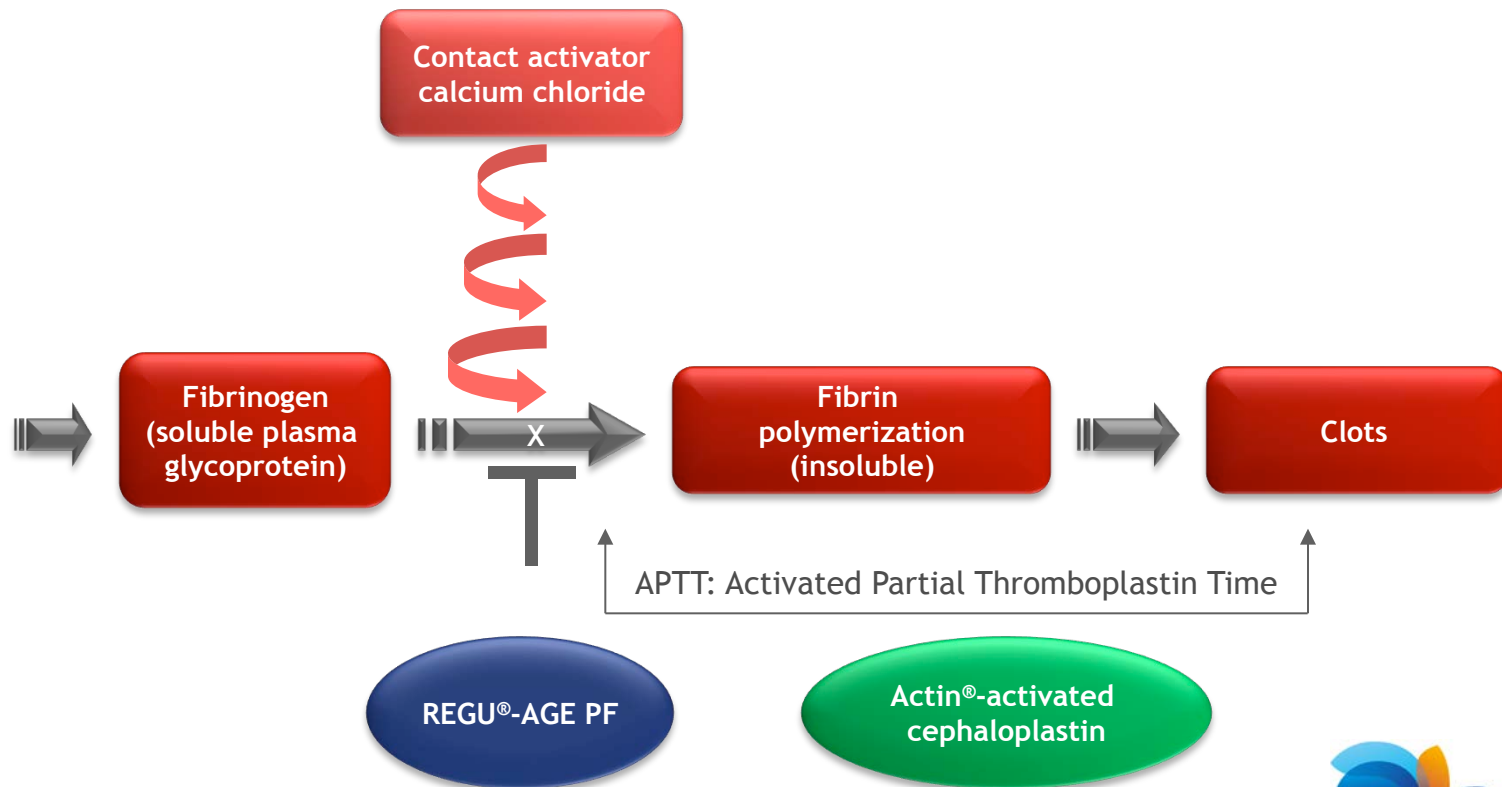 Contact activator
calcium chloride
Fibrinogen
(soluble plasma
glycoprotein)
X
Fibrin
polymerization
(insoluble)
Clots
APTT: Activated Partial Thromboplastin Time
REGU®-AGE PF
Actin®-activated
cephaloplastin